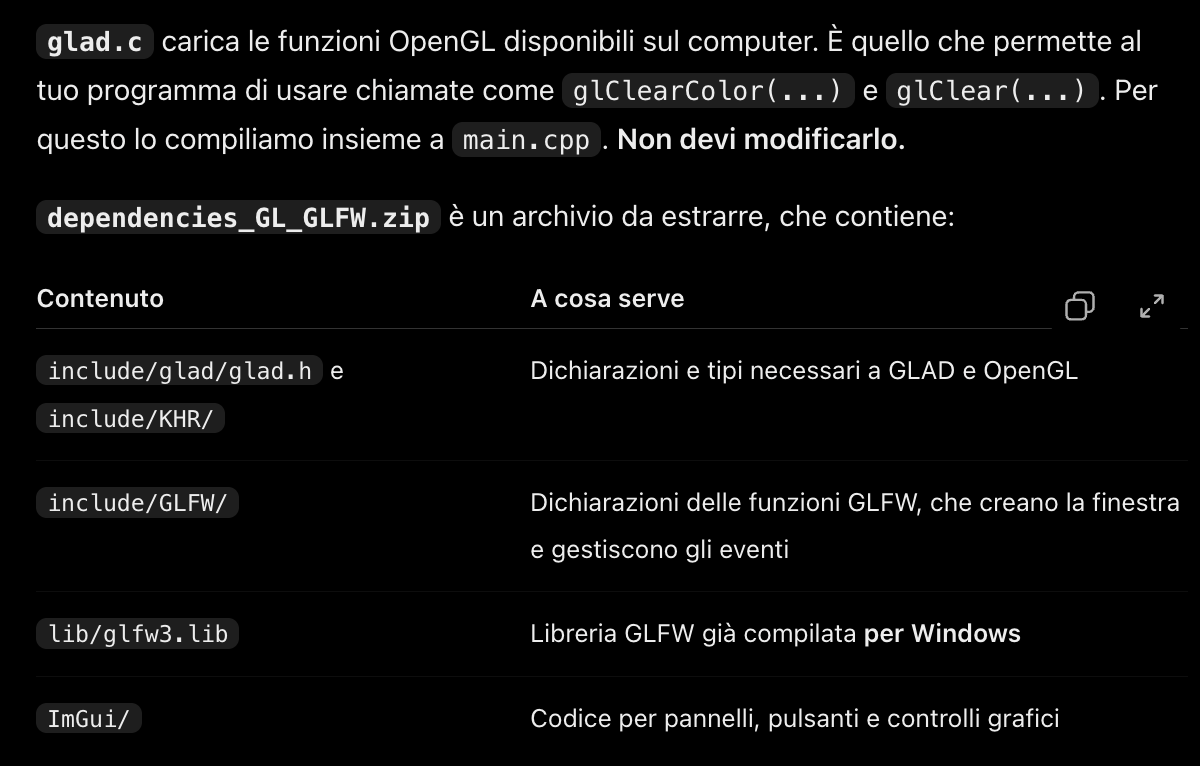 glad.c carica le funzioni OpenGL disponibili sul computer. È quello che permette al
tuo programma di usare chiamate come glClearColor(...) e glClear(...). Per
questo lo compiliamo insieme a main.cpp. Non devi modificarlo.
dependencies_GL_GLFW.zip è un archivio da estrarre, che contiene:
Contenuto A cosa serve
include/glad/glad.h e Dichiarazioni e tipi necessari a GLAD e OpenGL
include/KHR/
include/GLFW/ Dichiarazioni delle funzioni GLFW, che creano la finestra
e gestiscono gli eventi
lib/glfw3.lib Libreria GLFW già compilata per Windows
ImGui/ Codice per pannelli, pulsanti e controlli grafici